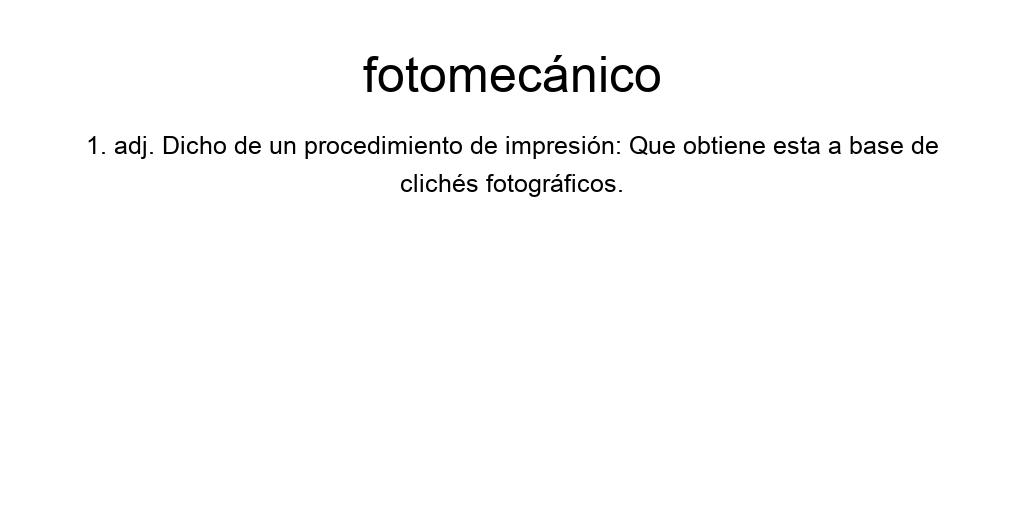 fotomecánico
1. adj. Dicho de un procedimiento de impresión: Que obtiene esta a base de
clichés fotográficos.